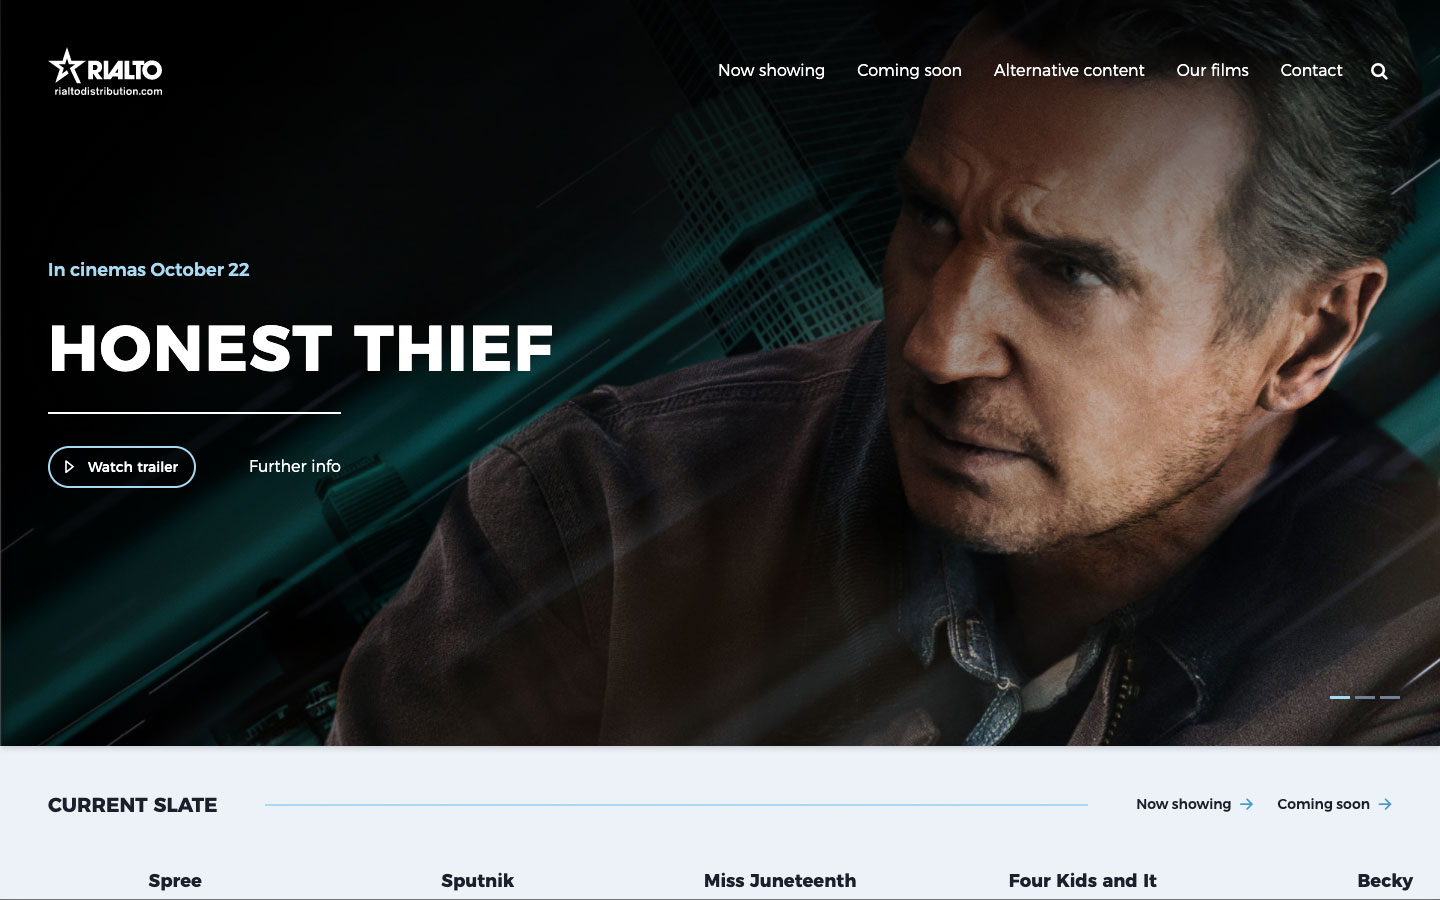 RIALTO
rialtodistribution.com
Now showing
Coming soon
Alternative content
Our films
Contact
In cinemas October 22
HONEST THIEF
Watch trailer
Further info
CURRENT SLATE
Now showing
Coming soon
Spree
Sputnik
Miss Juneteenth
Four Kids and It
Becky